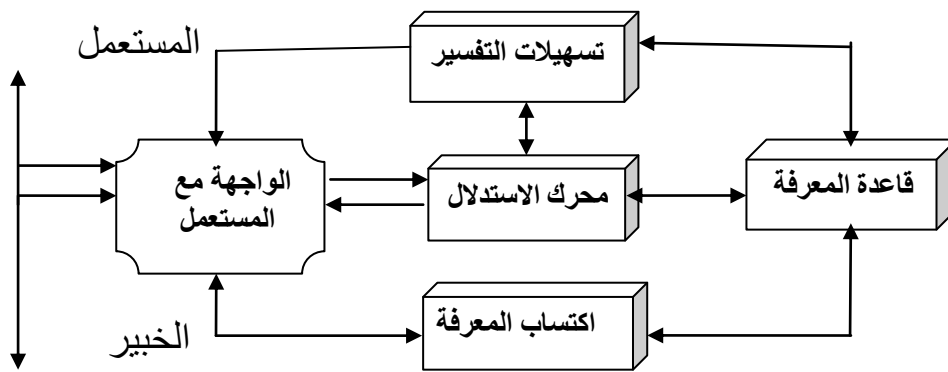 المستعمل
تسهيلات التفسير
الواجهة مع
المستعمل
محرك الاستدلال
قاعدة المعرفة
اكتساب المعرفة
الخبير